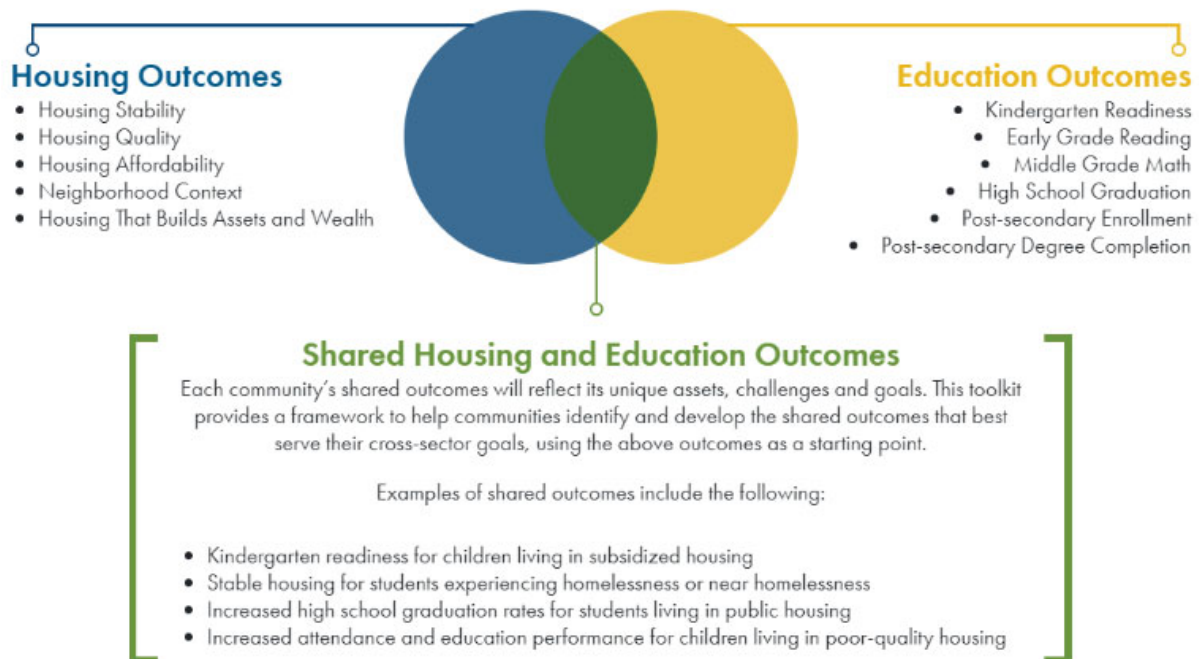 Housing Outcomes
• Housing Stability
• Housing Quality
• Housing Affordability
• Neighborhood Context
• Housing That Builds Assets and Wealth
Education Outcomes
• Kindergarten Readiness
• Early Grade Reading
• Middle Grade Math
• High School Graduation
• Post-secondary Enrollment
• Post-secondary Degree Completion
Shared Housing and Education Outcomes
Each community's shared outcomes will reflect its unique assets, challenges and goals. This toolkit
provides a framework to help communities identify and develop the shared outcomes that best
serve their cross-sector goals, using the above outcomes as a starting point.
Examples of shared outcomes include the following:
• Kindergarten readiness for children living in subsidized housing
• Stable housing for students experiencing homelessness or near homelessness
• Increased high school graduation rates for students living in public housing
• Increased attendance and education performance for children living in poor-quality housing